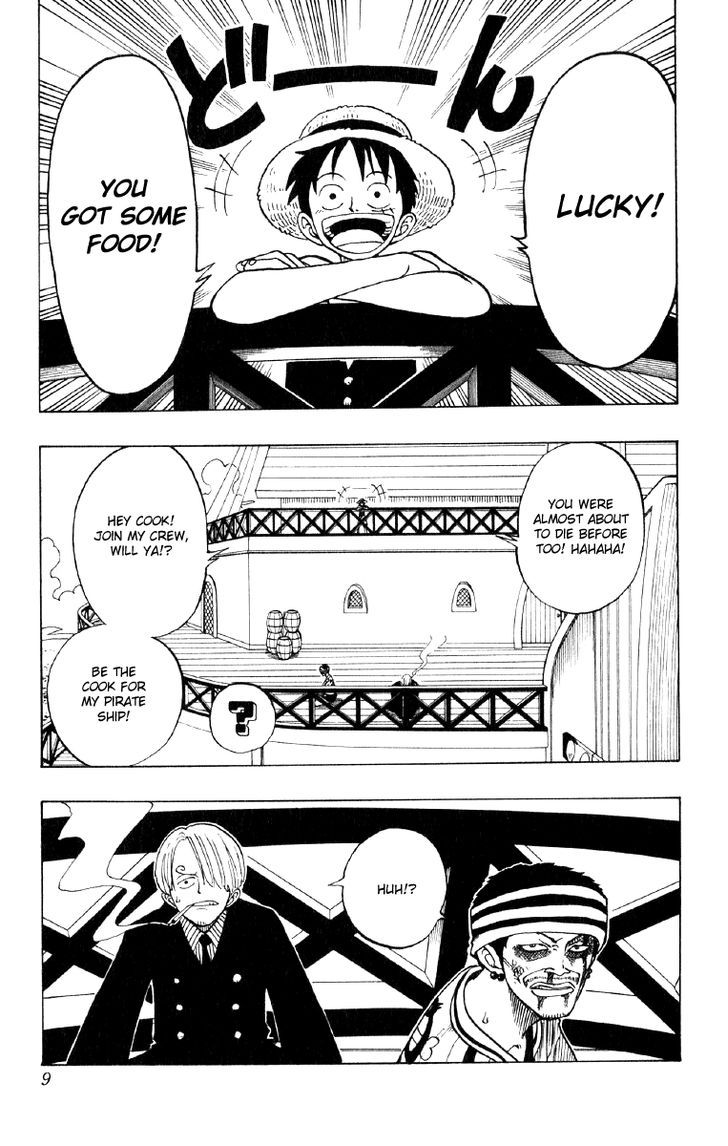 どーん
LUCKY!
YOU
GOT SOME
FOOD!
YOU WERE
ALMOST ABOUT
TO DIE BEFORE
TOO! HAHAHA!
HEY COOK!
JOIN MY CREW,
WILL YA!?
BE THE
COOK FOR
MY PIRATE
SHIP!
?
HUH!?
9